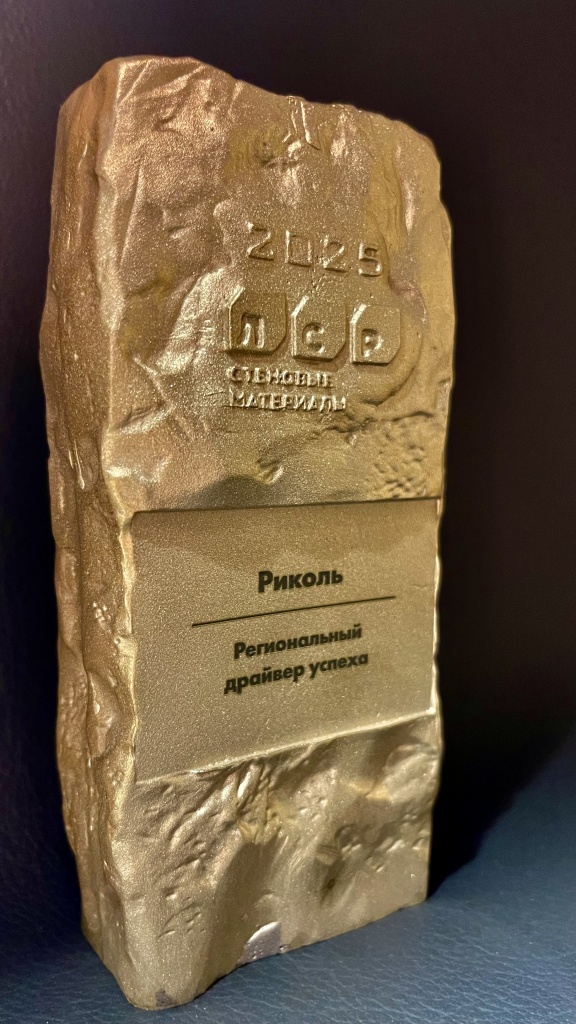 2025
ЛСР
СТЕНОВЫЕ
МАТЕРИАЛЫ
Риколь
Региональный
драйвер успеха